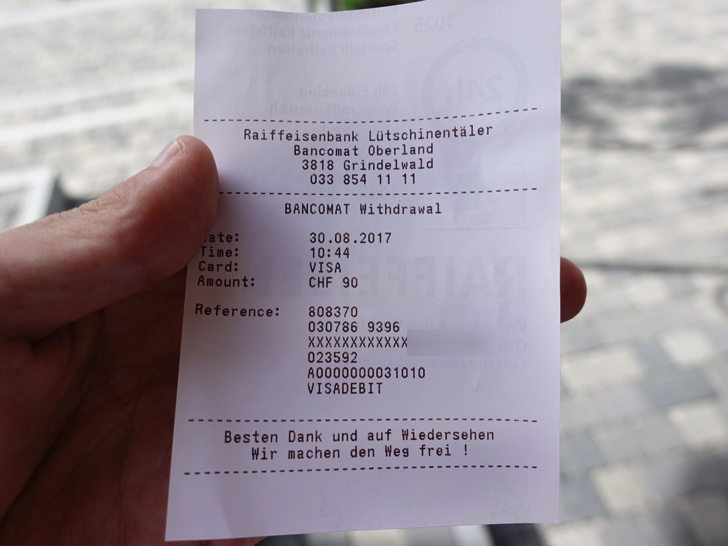 Raiffeisenbank Lütschinentäler
Bancomat Oberland
3818 Grindelwald
033 854 11 11
BANCOMAT Withdrawal
Date: 30.08.2017
Time: 10:44
Card: VISA
Amount: CHF 90
Reference: 808370
030786 9396
XXXXXXXXXXXX
023592
A0000000031010
VISADEBIT
Besten Dank und auf Wiedersehen
Wir machen den Weg frei !